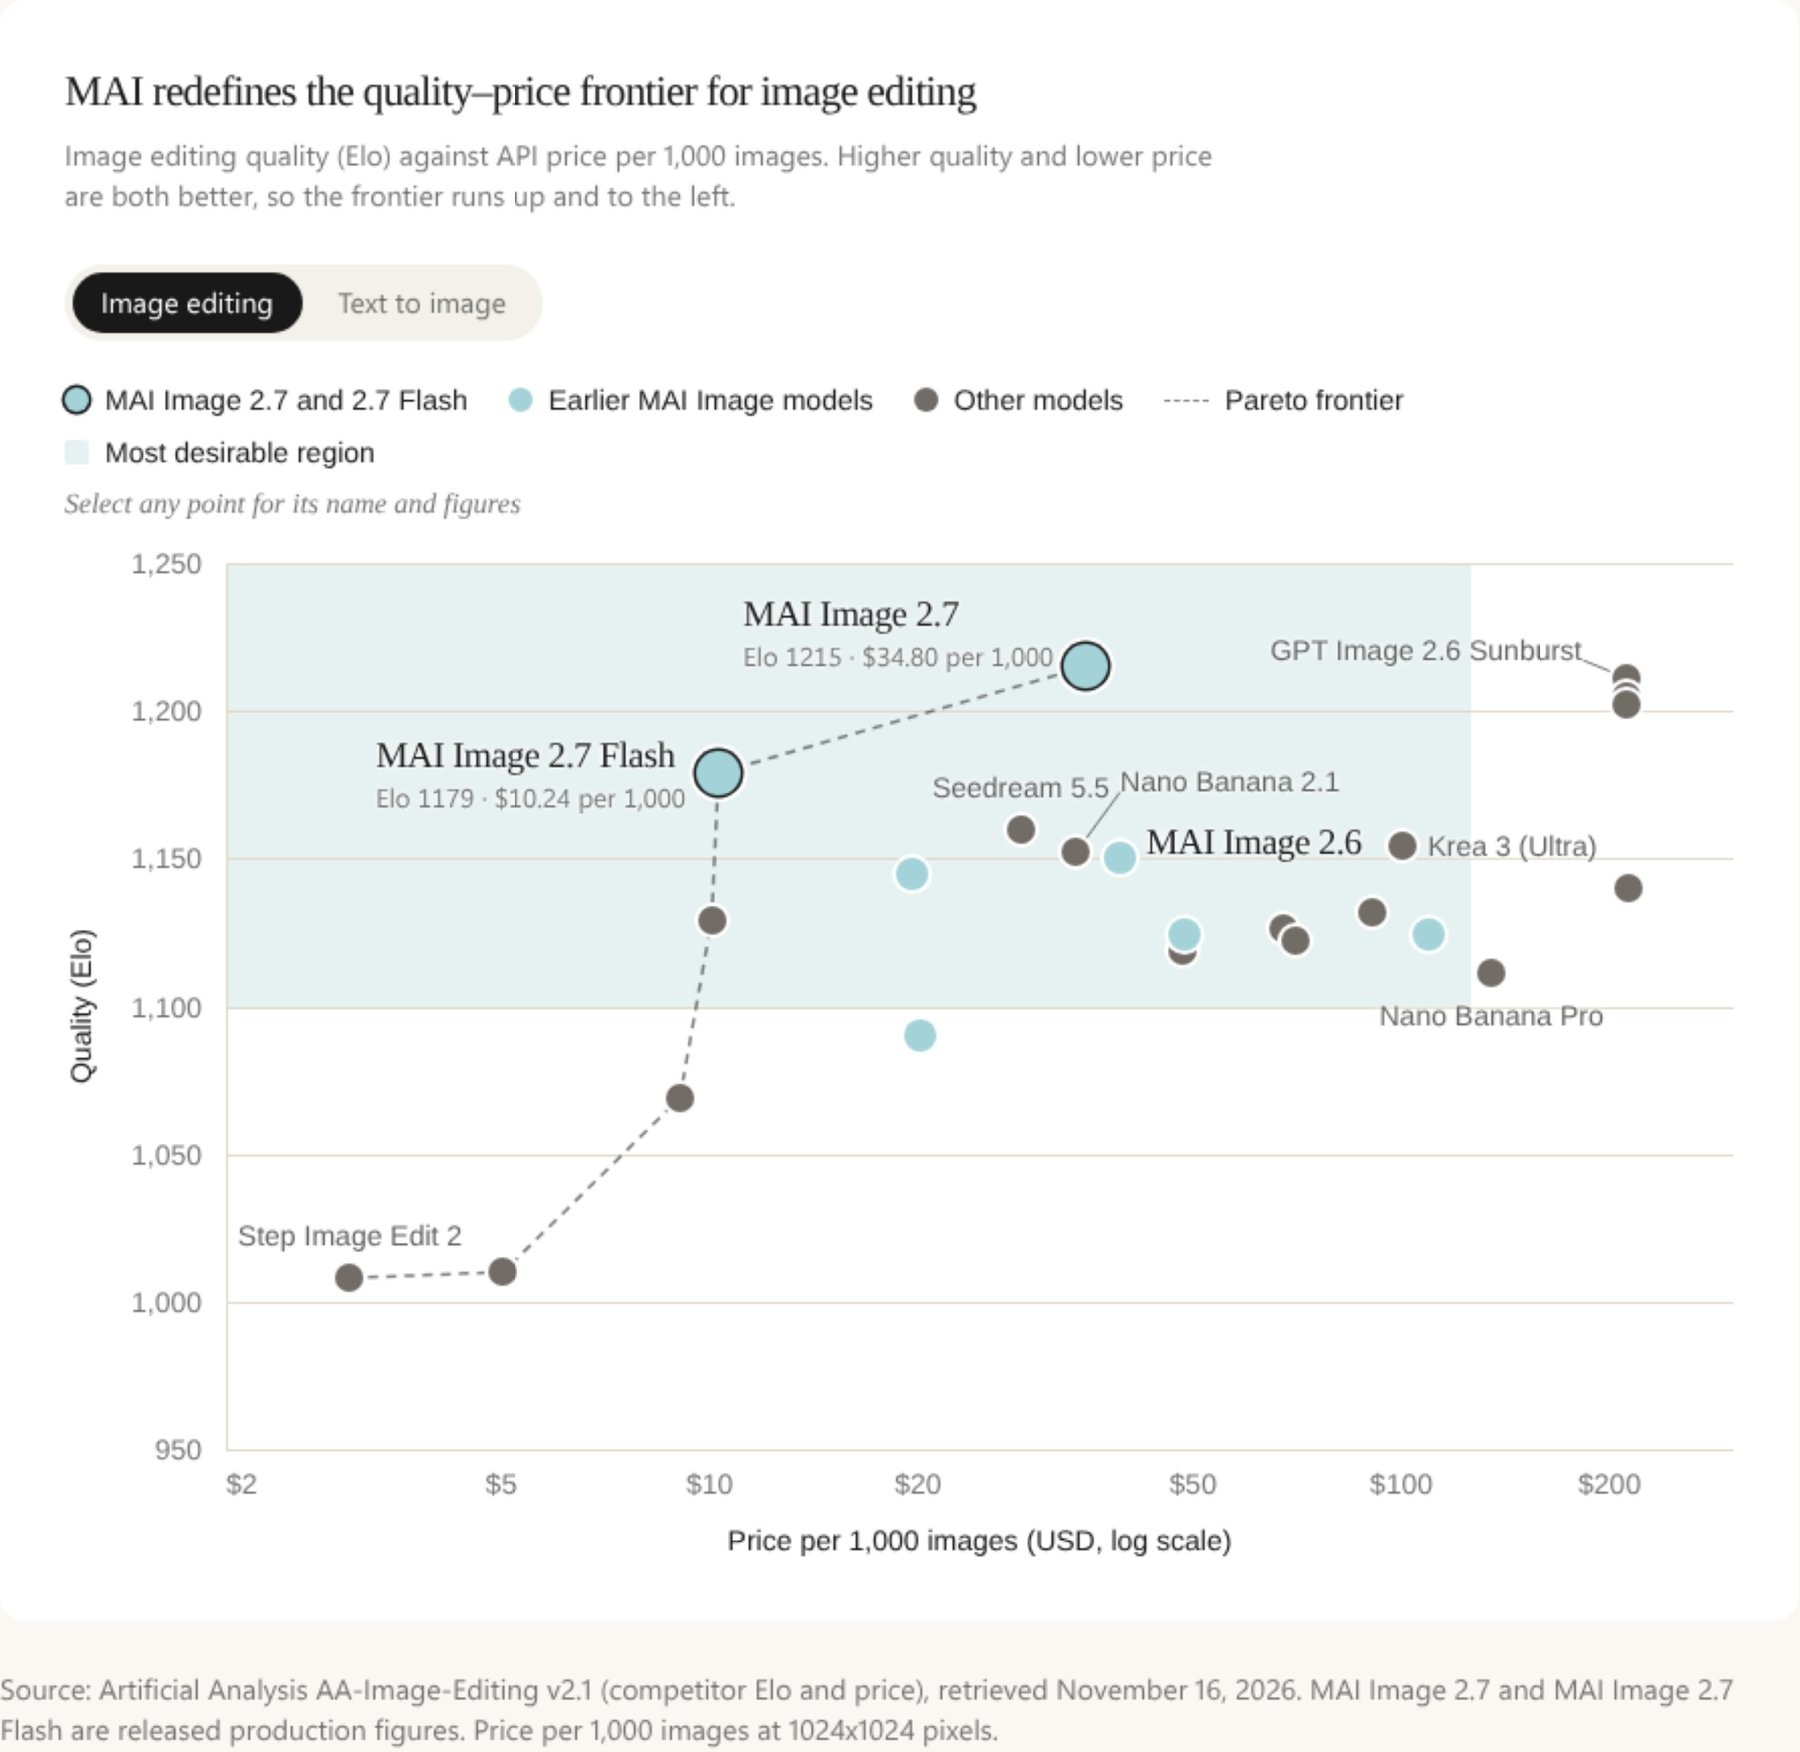 MAI redefines the quality–price frontier for image editing
Image editing quality (Elo) against API price per 1,000 images. Higher quality and lower price
are both better, so the frontier runs up and to the left.
Image editing
Text to image
MAI Image 2.7 and 2.7 Flash
Earlier MAI Image models
Other models
Pareto frontier
Most desirable region
Select any point for its name and figures
1,250
MAI Image 2.7
Elo 1215 · $34.80 per 1,000
GPT Image 2.6 Sunburst
1,200
MAI Image 2.7 Flash
Elo 1179 · $10.24 per 1,000
Seedream 5.5
Nano Banana 2.1
MAI Image 2.6
Krea 3 (Ultra)
1,150
Quality (Elo)
1,100
Nano Banana Pro
1,050
Step Image Edit 2
1,000
950
$2
$5
$10
$20
$50
$100
$200
Price per 1,000 images (USD, log scale)
Source: Artificial Analysis AA-Image-Editing v2.1 (competitor Elo and price), retrieved November 16, 2026. MAI Image 2.7 and MAI Image 2.7
Flash are released production figures. Price per 1,000 images at 1024x1024 pixels.